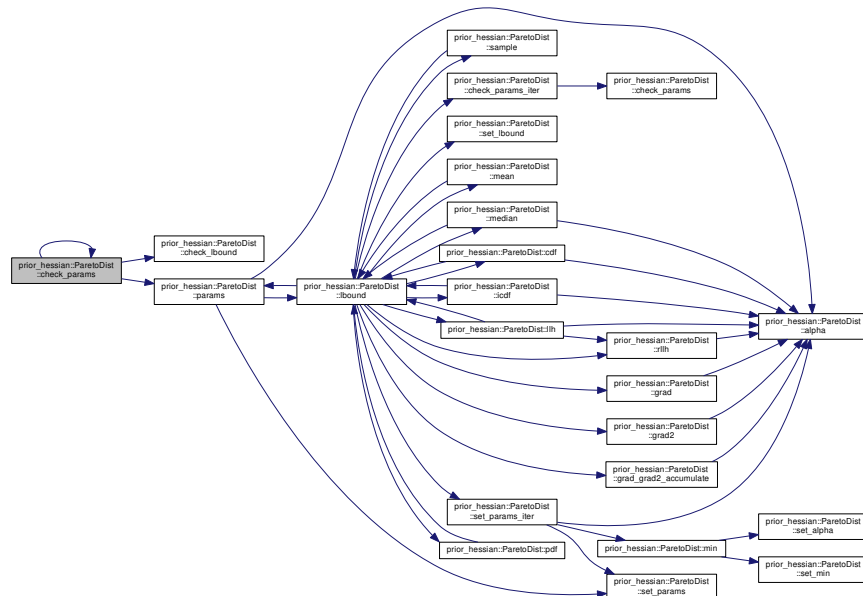 prior_hessian::ParetoDist
::sample
prior_hessian::ParetoDist
::check_params_iter
prior_hessian::ParetoDist
::check_params
prior_hessian::ParetoDist
::set_lbound
prior_hessian::ParetoDist
::mean
prior_hessian::ParetoDist
::median
prior_hessian::ParetoDist
::check_lbound
prior_hessian::ParetoDist::cdf
prior_hessian::ParetoDist
::check_params
prior_hessian::ParetoDist
::params
prior_hessian::ParetoDist
::lbound
prior_hessian::ParetoDist
::icdf
prior_hessian::ParetoDist::llh
prior_hessian::ParetoDist
::rllh
prior_hessian::ParetoDist
::alpha
prior_hessian::ParetoDist
::grad
prior_hessian::ParetoDist
::grad2
prior_hessian::ParetoDist
::grad_grad2_accumulate
prior_hessian::ParetoDist
::set_params_iter
prior_hessian::ParetoDist
::set_alpha
prior_hessian::ParetoDist::pdf
prior_hessian::ParetoDist::min
prior_hessian::ParetoDist
::set_min
prior_hessian::ParetoDist
::set_params